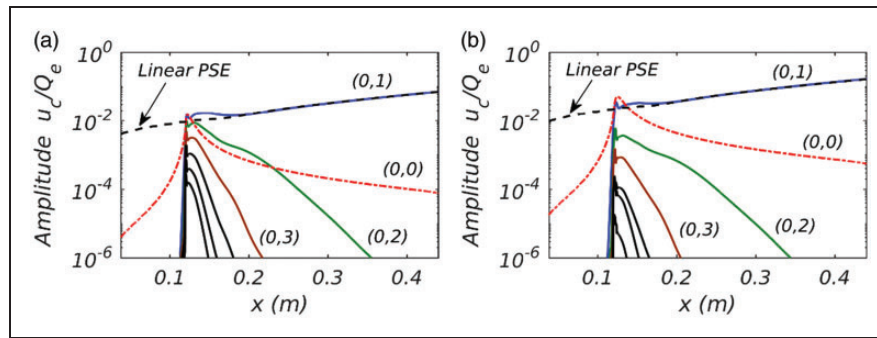 (a)
Amplitude u_c/Q_e
10^0
10^-2
10^-4
10^-6
Linear PSE
(0,1)
(0,0)
(0,3)
(0,2)
0.1 0.2 0.3 0.4
x (m)
(b)
Amplitude u_c/Q_e
10^0
10^-2
10^-4
10^-6
Linear PSE
(0,1)
(0,0)
(0,3)
(0,2)
0.1 0.2 0.3 0.4
x (m)